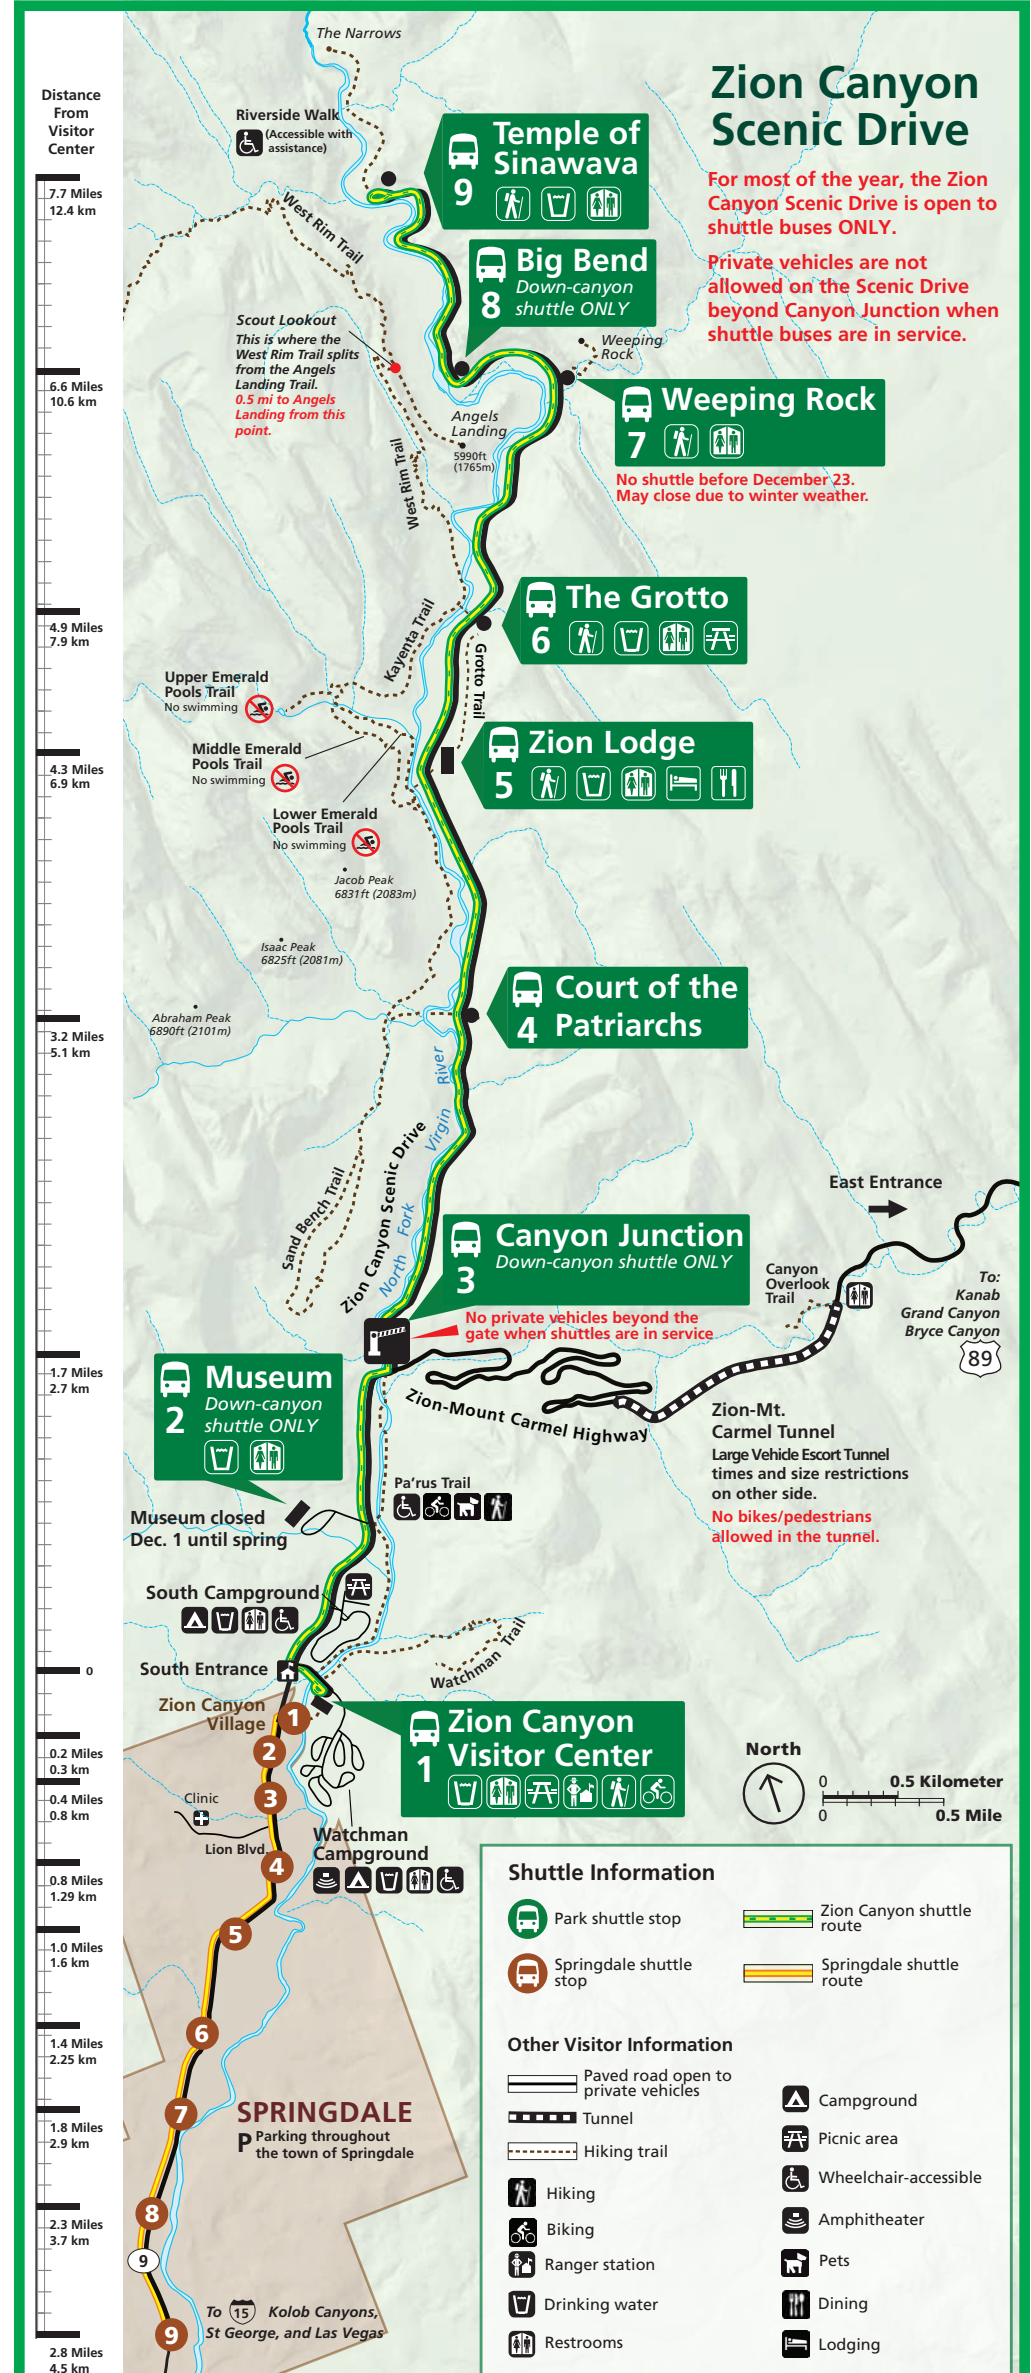 The Narrows
Zion Canyon
Scenic Drive
For most of the year, the Zion
Canyon Scenic Drive is open to
shuttle buses ONLY.
Private vehicles are not
allowed on the Scenic Drive
beyond Canyon Junction when
shuttle buses are in service.
Distance
From
Visitor
Center
7.7 Miles
12.4 km
6.6 Miles
10.6 km
4.9 Miles
7.9 km
4.3 Miles
6.9 km
3.2 Miles
5.1 km
1.7 Miles
2.7 km
0
0.2 Miles
0.3 km
0.4 Miles
0.8 km
0.8 Miles
1.29 km
1.0 Miles
1.6 km
1.4 Miles
2.25 km
1.8 Miles
2.9 km
2.3 Miles
3.7 km
2.8 Miles
4.5 km
Riverside Walk
(Accessible with
assistance)
Temple of
Sinawava
9
West Rim Trail
Big Bend
Down-canyon
shuttle ONLY
8
Scout Lookout
This is where the
West Rim Trail splits
from the Angels
Landing Trail.
0.5 mi to Angels
Landing from this
point.
Weeping
Rock
Weeping Rock
7
No shuttle before December 23.
May close due to winter weather.
Angels
Landing
5990ft
(1765m)
West Rim Trail
The Grotto
6
Kayenta Trail
Grotto Trail
Upper Emerald
Pools Trail
No swimming
Middle Emerald
Pools Trail
No swimming
Lower Emerald
Pools Trail
No swimming
Zion Lodge
5
Jacob Peak
6831ft (2083m)
Isaac Peak
6825ft (2081m)
Abraham Peak
6890ft (2101m)
Court of the
Patriarchs
4
North Fork Virgin River
Zion Canyon Scenic Drive
Sand Bench Trail
East Entrance
Canyon Junction
Down-canyon shuttle ONLY
3
No private vehicles beyond the
gate when shuttles are in service
Canyon
Overlook
Trail
To:
Kanab
Grand Canyon
Bryce Canyon
89
Museum
Down-canyon
shuttle ONLY
2
Zion-Mount Carmel Highway
Zion-Mt.
Carmel Tunnel
Large Vehicle Escort Tunnel
times and size restrictions
on other side.
No bikes/pedestrians
allowed in the tunnel.
Pa'rus Trail
Museum closed
Dec. 1 until spring
South Campground
South Entrance
Watchman Trail
Zion Canyon
Village
Zion Canyon
Visitor Center
1
1
2
3
4
5
6
7
8
9
9
Clinic
Lion Blvd.
Watchman
Campground
North
0
0.5 Kilometer
0
0.5 Mile
SPRINGDALE
P Parking throughout
the town of Springdale
To 15 Kolob Canyons,
St George, and Las Vegas
Shuttle Information
Park shuttle stop
Zion Canyon shuttle
route
Springdale shuttle
stop
Springdale shuttle
route
Other Visitor Information
Paved road open to
private vehicles
Tunnel
Hiking trail
Hiking
Biking
Ranger station
Drinking water
Restrooms
Campground
Picnic area
Wheelchair-accessible
Amphitheater
Pets
Dining
Lodging